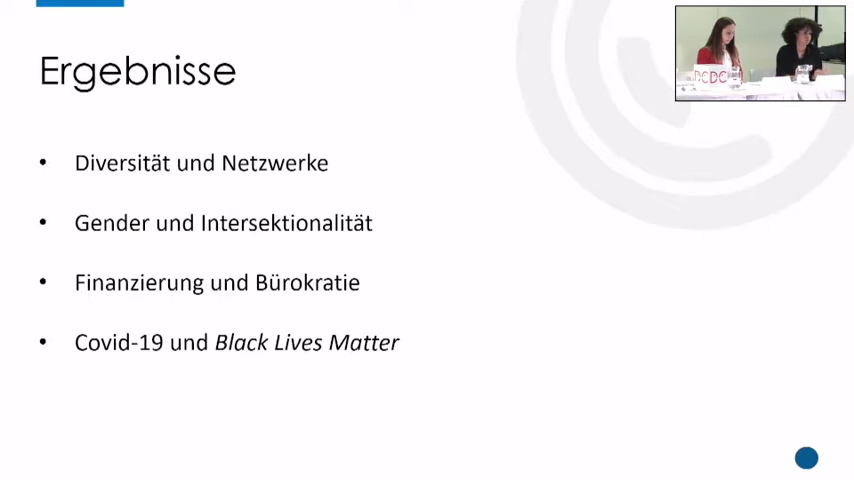 Ergebnisse
• Diversität und Netzwerke
• Gender und Intersektionalität
• Finanzierung und Bürokratie
• Covid-19 und Black Lives Matter